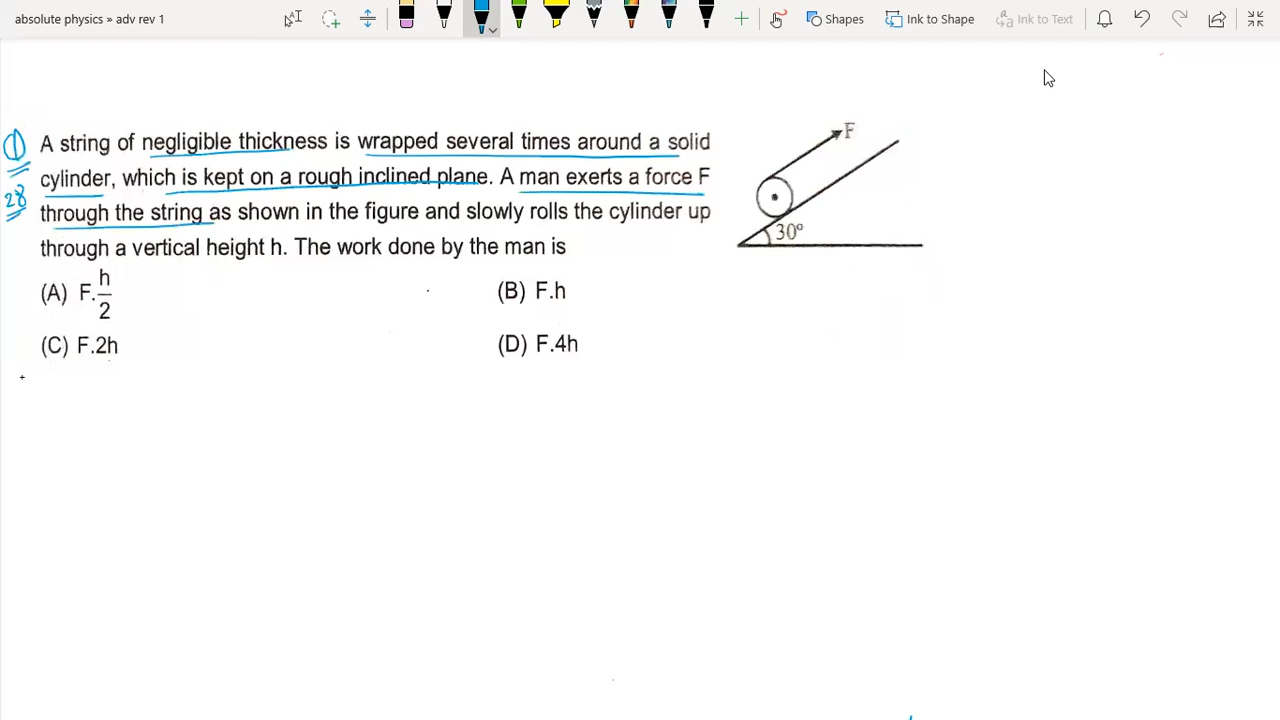 absolute physics » adv rev 1
Shapes
Ink to Shape
Ink to Text
1
28
A string of negligible thickness is wrapped several times around a solid
cylinder, which is kept on a rough inclined plane. A man exerts a force F
through the string as shown in the figure and slowly rolls the cylinder up
through a vertical height h. The work done by the man is
(A) F.h/2
(B) F.h
(C) F.2h
(D) F.4h
F
30°